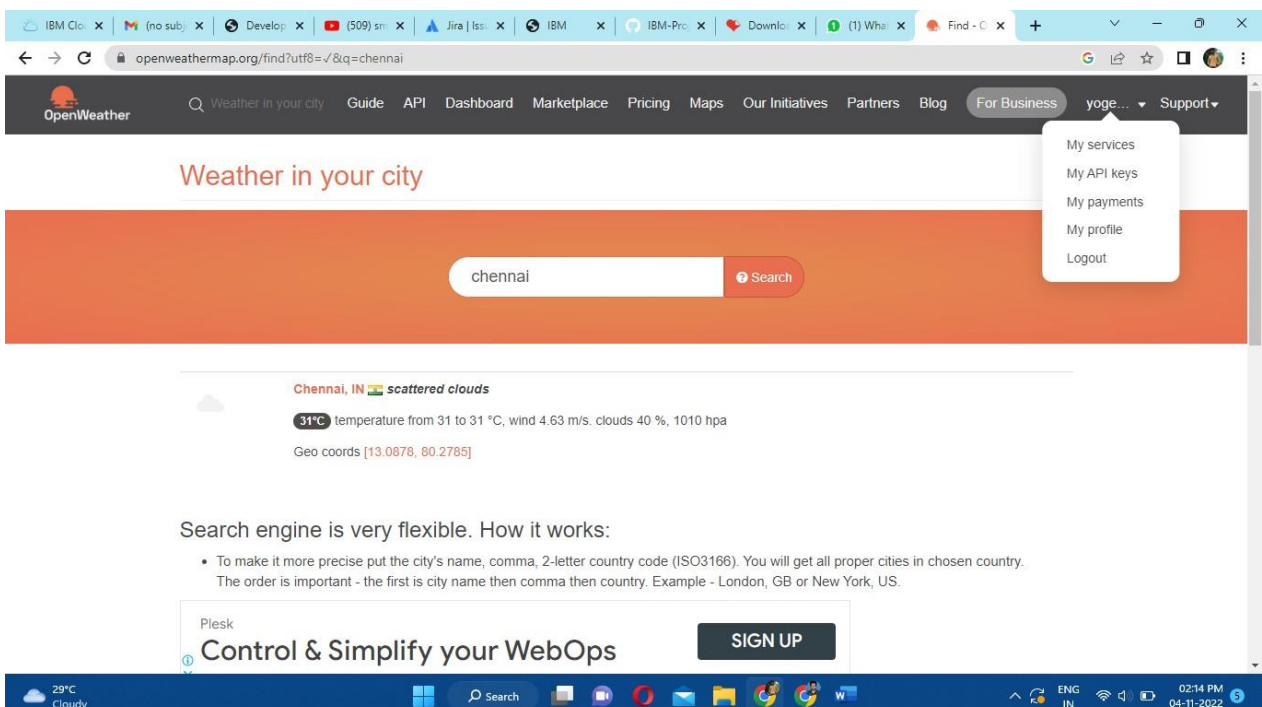 IBM Clo
(no subj
Develop
(509) sm
Jira | Issu
IBM
IBM-Pro
Downlo
(1) Wha
Find - O
openweathermap.org/find?utf8=✓&q=chennai
OpenWeather
Weather in your city
Guide
API
Dashboard
Marketplace
Pricing
Maps
Our Initiatives
Partners
Blog
For Business
yoge...
Support
My services
My API keys
My payments
My profile
Logout
Weather in your city
chennai
Search
Chennai, IN scattered clouds
31°C temperature from 31 to 31 °C, wind 4.63 m/s. clouds 40 %, 1010 hpa
Geo coords [13.0878, 80.2785]
Search engine is very flexible. How it works:
• To make it more precise put the city's name, comma, 2-letter country code (ISO3166). You will get all proper cities in chosen country.
The order is important - the first is city name then comma then country. Example - London, GB or New York, US.
Plesk
Control & Simplify your WebOps
SIGN UP
29°C
Cloudy
Search
ENG
IN
02:14 PM
04-11-2022
5